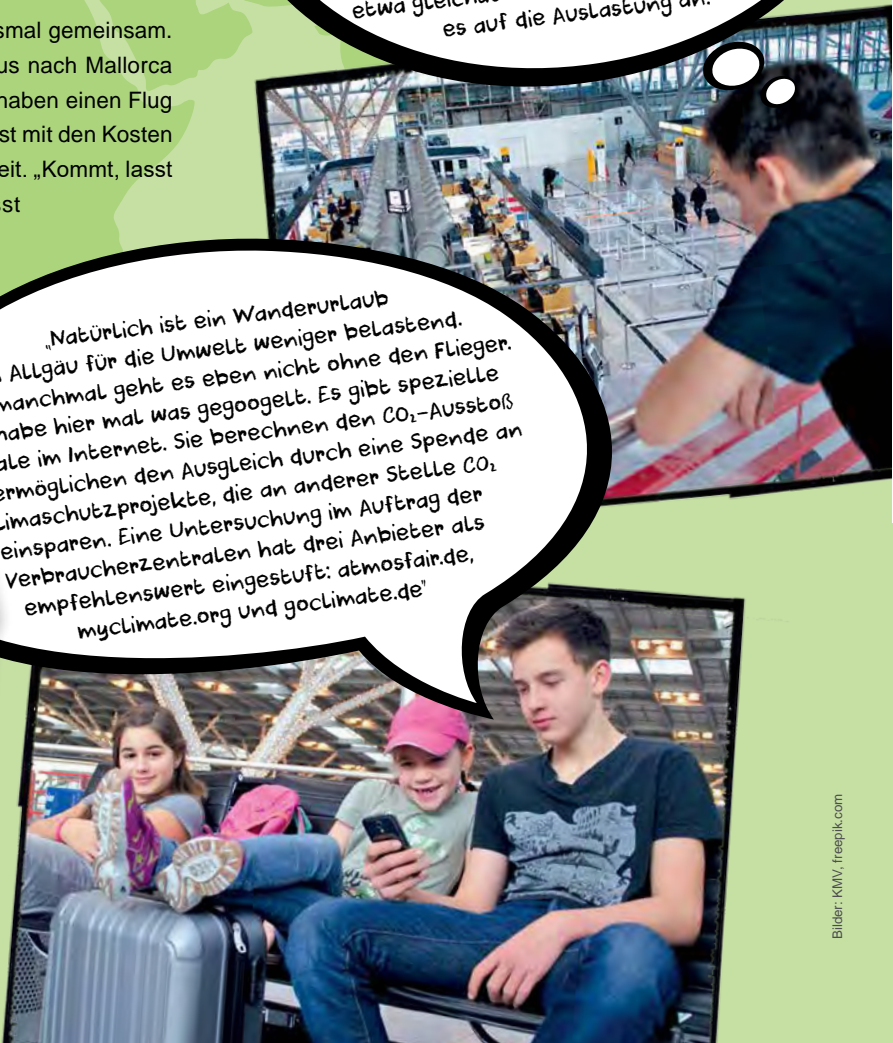 smal gemeinsam.
us nach Mallorca
haben einen Flug
st mit den Kosten
eit. „Kommt, lasst
sst
etwa
es auf die Auslastung an.
„Natürlich ist ein Wanderurlaub
Allgäu für die Umwelt weniger belastend.
manchmal geht es eben nicht ohne den Flieger.
habe hier mal was gegoogelt. Es gibt spezielle
ale im Internet. Sie berechnen den CO₂-Ausstoß
ermöglichen den Ausgleich durch eine Spende an
limaschutzprojekte, die an anderer Stelle CO₂
einsparen. Eine Untersuchung im Auftrag der
Verbraucherzentralen hat drei Anbieter als
empfehlenswert eingestuft: atmosfair.de,
myclimate.org und goclimate.de"
Bilder: KMV, freepik.com